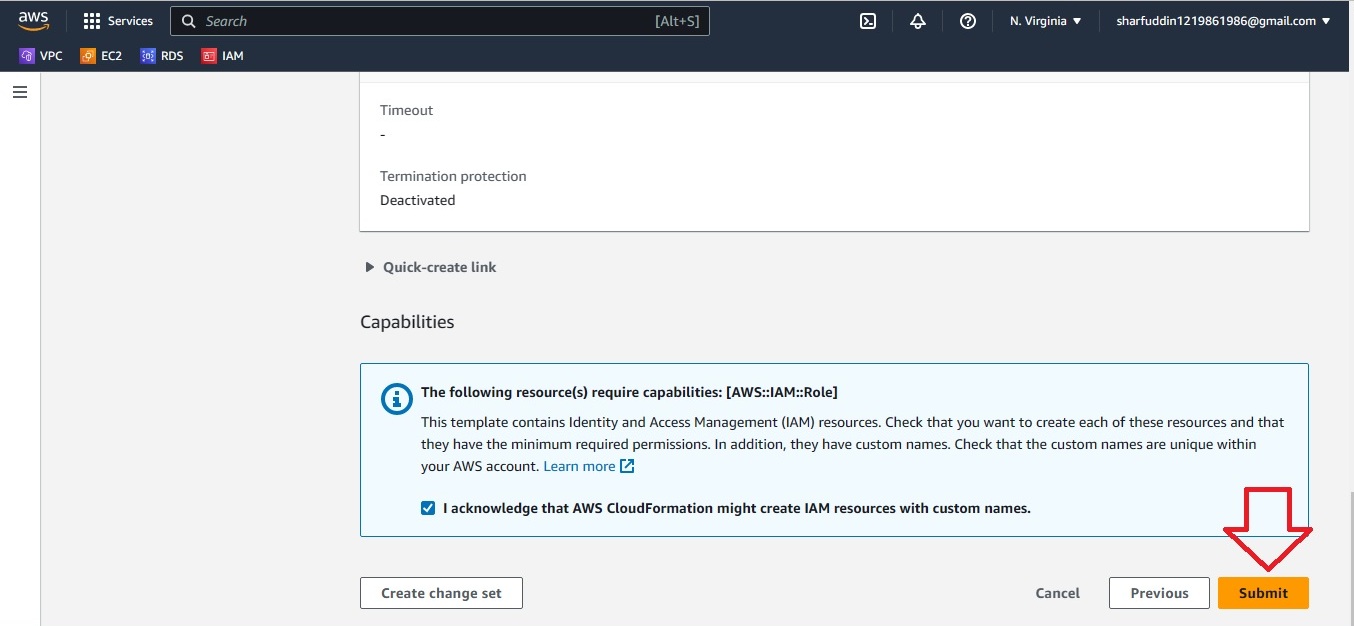 aws
Services
Search
[Alt+S]
N. Virginia
sharfuddin1219861986@gmail.com
VPC
EC2
RDS
IAM
Timeout
-
Termination protection
Deactivated
Quick-create link
Capabilities
The following resource(s) require capabilities: [AWS::IAM::Role]
This template contains Identity and Access Management (IAM) resources. Check that you want to create each of these resources and that
they have the minimum required permissions. In addition, they have custom names. Check that the custom names are unique within
your AWS account. Learn more
I acknowledge that AWS CloudFormation might create IAM resources with custom names.
Create change set
Cancel
Previous
Submit